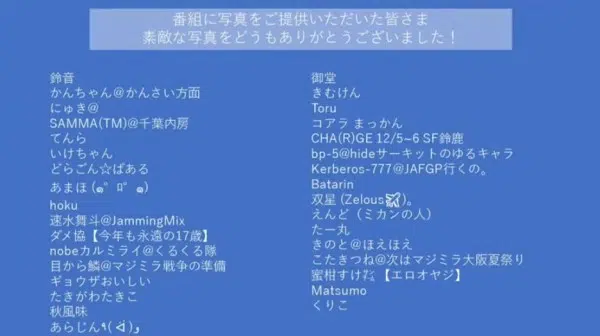 番組に写真をご提供いただいた皆さま
素敵な写真をどうもありがとうございました！
鈴音
かんちゃん＠かんさい方面
にゅき@
SAMMA(TM)@千葉内房
てんら
いけちゃん
どらごん☆ぱある
あまほ (๑°ㅁ°๑)
hoku
速水舞斗@JammingMix
ダメ協【今年も永遠の17歳】
nobeカルミライ@くるくる隊
目から鱗@マジミラ戦争の準備
ギョウザおいしい
たきがわたきこ
秋風味
あらじん٩( ᐛ )و
御堂
きむけん
Toru
コアラ まっかん
CHA(R)GE 12/5~6 SF鈴鹿
bp-5@hideサーキットのゆるキャラ
Kerberos-777@JAFGP行くの。
Batarin
双星 (Zelous✈)。
えんど（ミカンの人）
たー丸
きのと@ほえほえ
こたきつね@次はマジミラ大阪夏祭り
蜜柑すけ【エロオヤジ】
Matsumo
くりこ